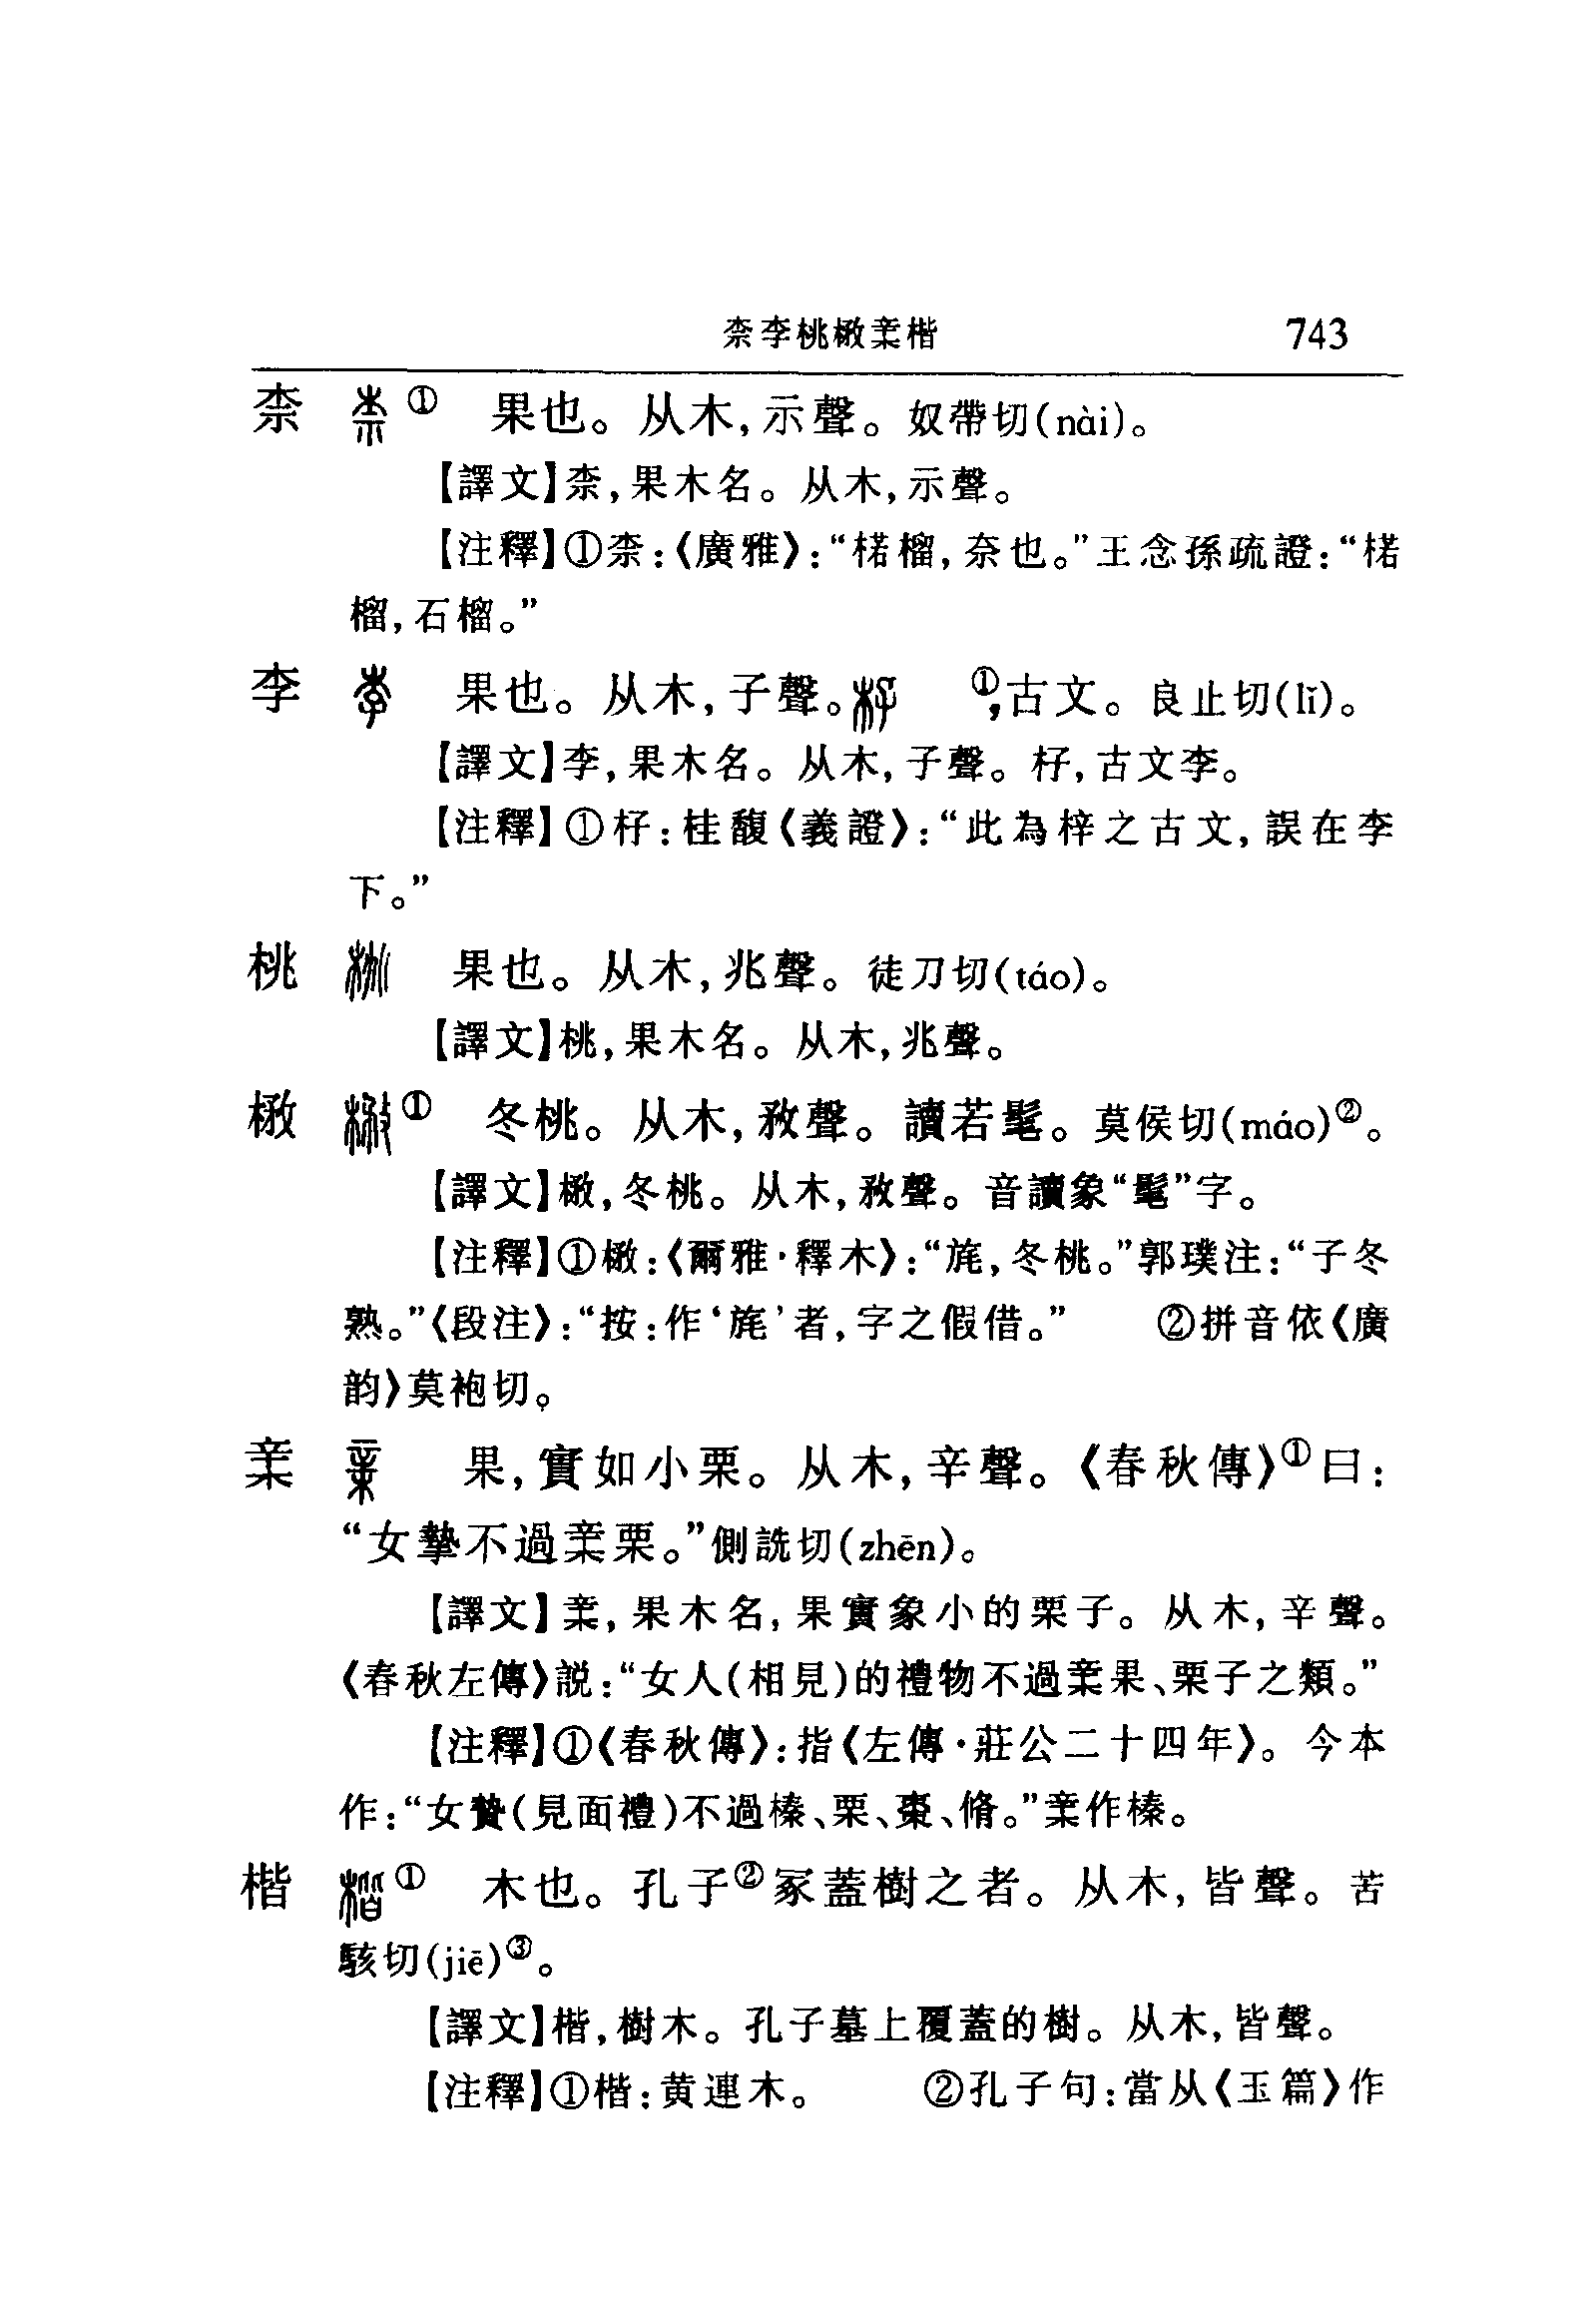 柰李桃楙亲楷 743
柰 ① 果也。从木,示聲。奴帶切(nài)。
【譯文】柰,果木名。从木,示聲。
【注釋】①柰:《廣雅》:“楉榴,奈也。”王念孫疏證:“楉
榴,石榴。”
李 果也。从木,子聲。 ①,古文。良止切(lǐ)。
【譯文】李,果木名。从木,子聲。杍,古文李。
【注釋】①杍:桂馥《義證》:“此為梓之古文,誤在李
下。”
桃 果也。从木,兆聲。徒刀切(táo)。
【譯文】桃,果木名。从木,兆聲。
① 冬桃。从木,敄聲。讀若髦。莫侯切(máo)②。
【譯文】 ,冬桃。从木,敄聲。音讀象“髦”字。
【注釋】① :《爾雅·釋木》:“旄,冬桃。”郭璞注:“子冬
熟。”《段注》:“按:作‘旄’者,字之假借。” ②拼音依《廣
韵》莫袍切。
亲 果,實如小栗。从木,辛聲。《春秋傳》①曰:
“女摯不過亲栗。”側詵切(zhēn)。
【譯文】亲,果木名,果實象小的栗子。从木,辛聲。
《春秋左傳》説:“女人(相見)的禮物不過亲果、栗子之類。”
【注釋】①《春秋傳》:指《左傳·莊公二十四年》。今本
作:“女贄(見面禮)不過榛、栗、棗、脩。”亲作榛。
楷 ① 木也。孔子②冢蓋樹之者。从木,皆聲。苦
駭切(jiē)③。
【譯文】楷,樹木。孔子墓上覆蓋的樹。从木,皆聲。
【注釋】①楷:黄連木。 ②孔子句:當从《玉篇》作